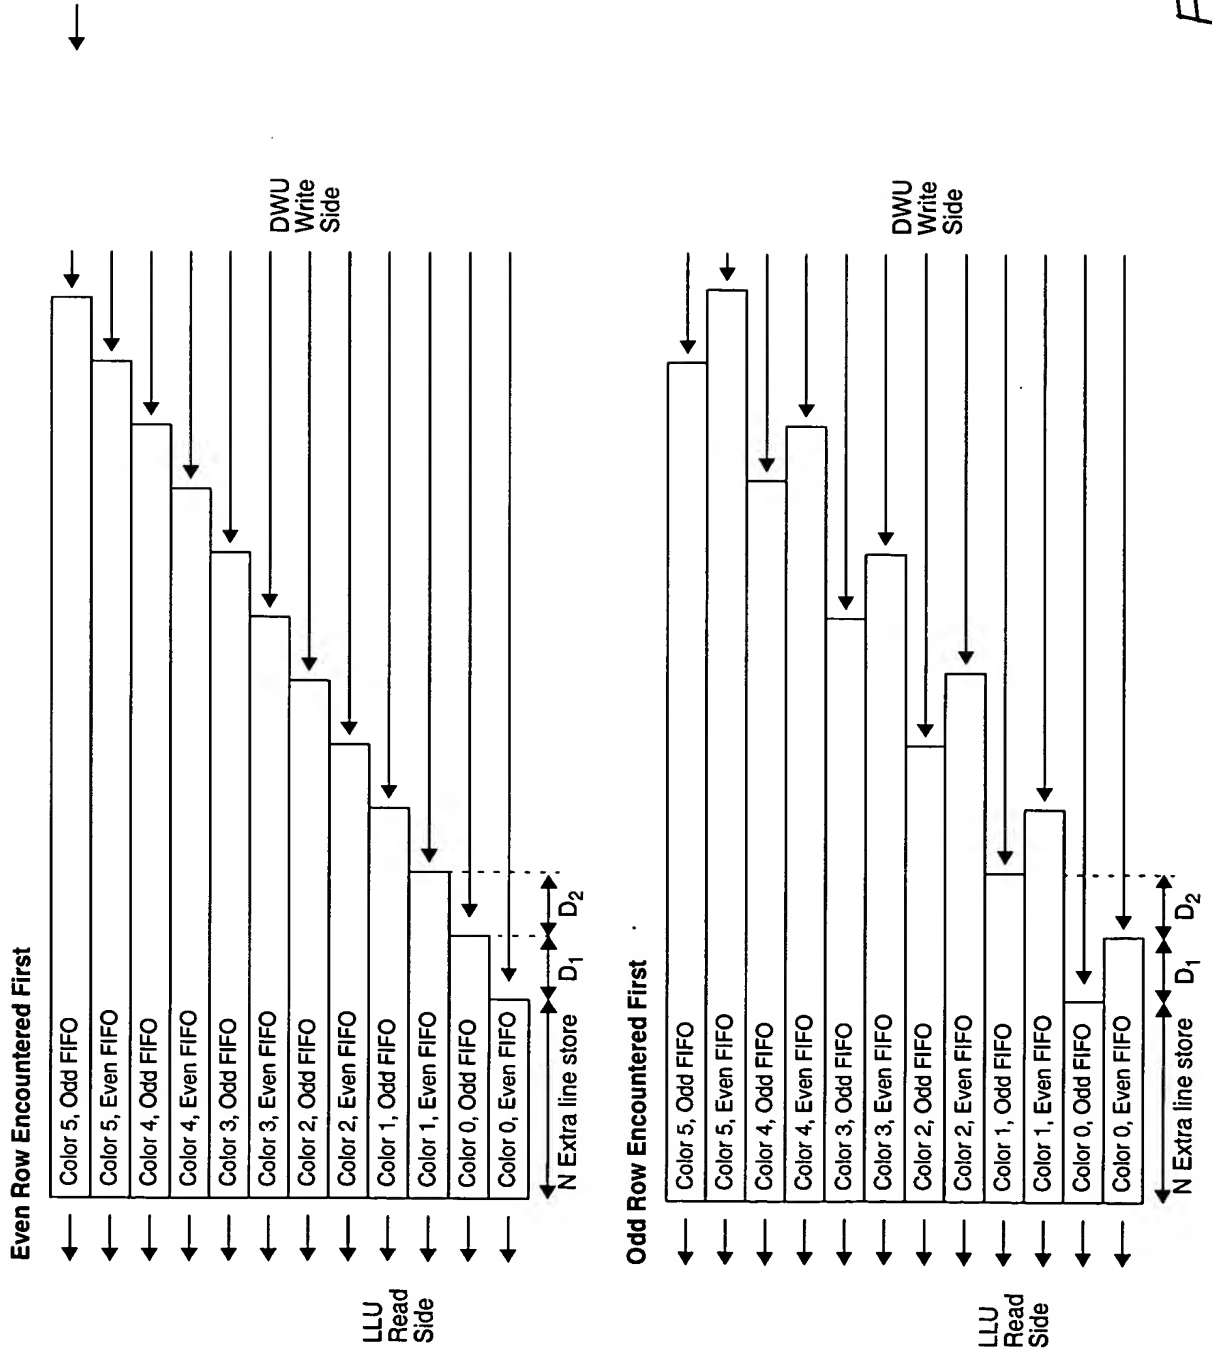 Even Row Encountered First
Color 5, Odd FIFO
Color 5, Even FIFO
Color 4, Odd FIFO
Color 4, Even FIFO
Color 3, Odd FIFO
Color 3, Even FIFO
Color 2, Odd FIFO
Color 2, Even FIFO
Color 1, Odd FIFO
Color 1, Even FIFO
Color 0, Odd FIFO
Color 0, Even FIFO
LLU
Read
Side
DWU
Write
Side
N Extra line store
D1
D2
Odd Row Encountered First
Color 5, Odd FIFO
Color 5, Even FIFO
Color 4, Odd FIFO
Color 4, Even FIFO
Color 3, Odd FIFO
Color 3, Even FIFO
Color 2, Odd FIFO
Color 2, Even FIFO
Color 1, Odd FIFO
Color 1, Even FIFO
Color 0, Odd FIFO
Color 0, Even FIFO
LLU
Read
Side
DWU
Write
Side
N Extra line store
D1
D2